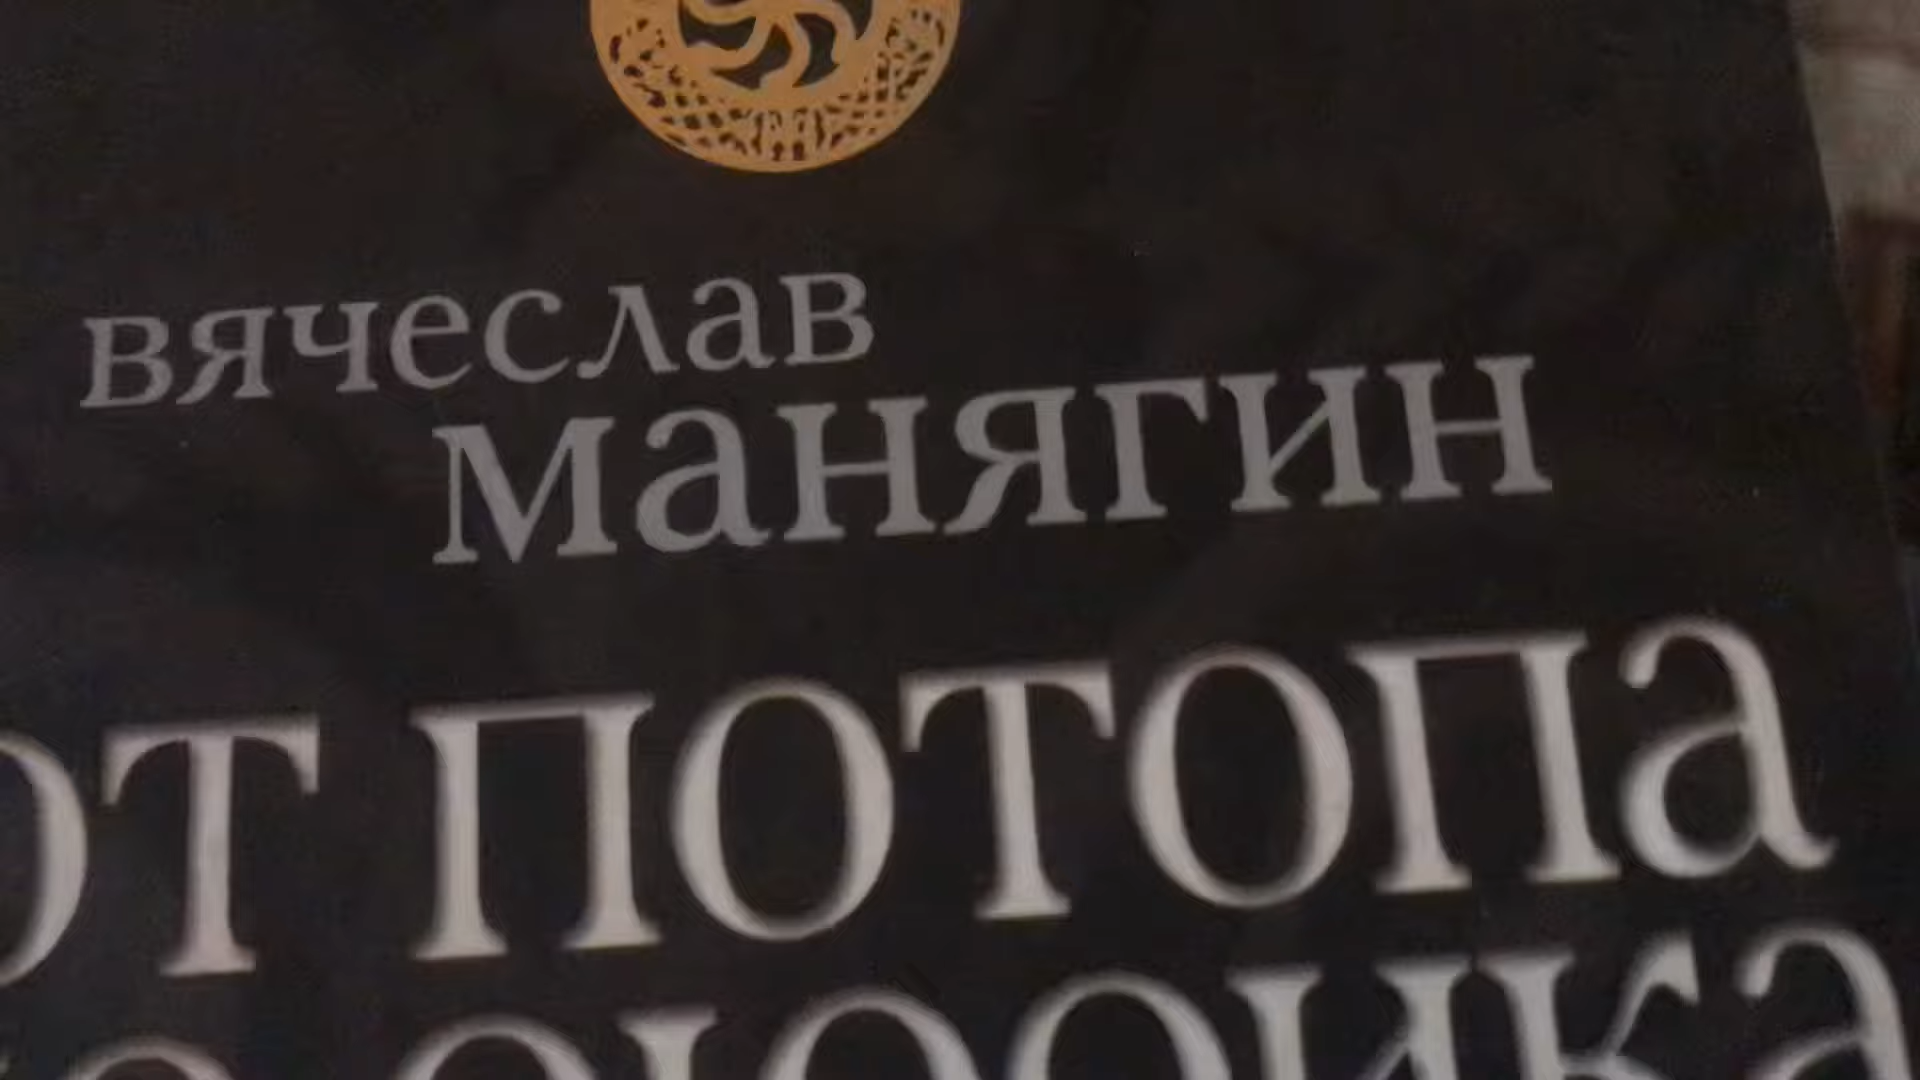 вячеслав
манягин
от потопа